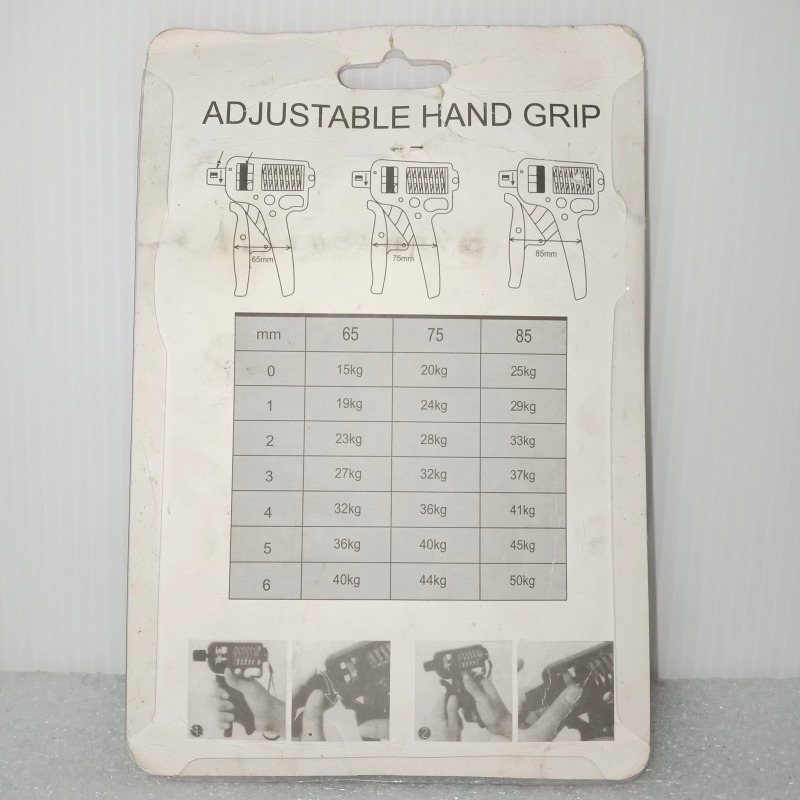 ADJUSTABLE HAND GRIP
65mm 75mm 85mm
mm 65 75 85
0 15kg 20kg 25kg
1 19kg 24kg 29kg
2 23kg 28kg 33kg
3 27kg 32kg 37kg
4 32kg 36kg 41kg
5 36kg 40kg 45kg
6 40kg 44kg 50kg
1 2